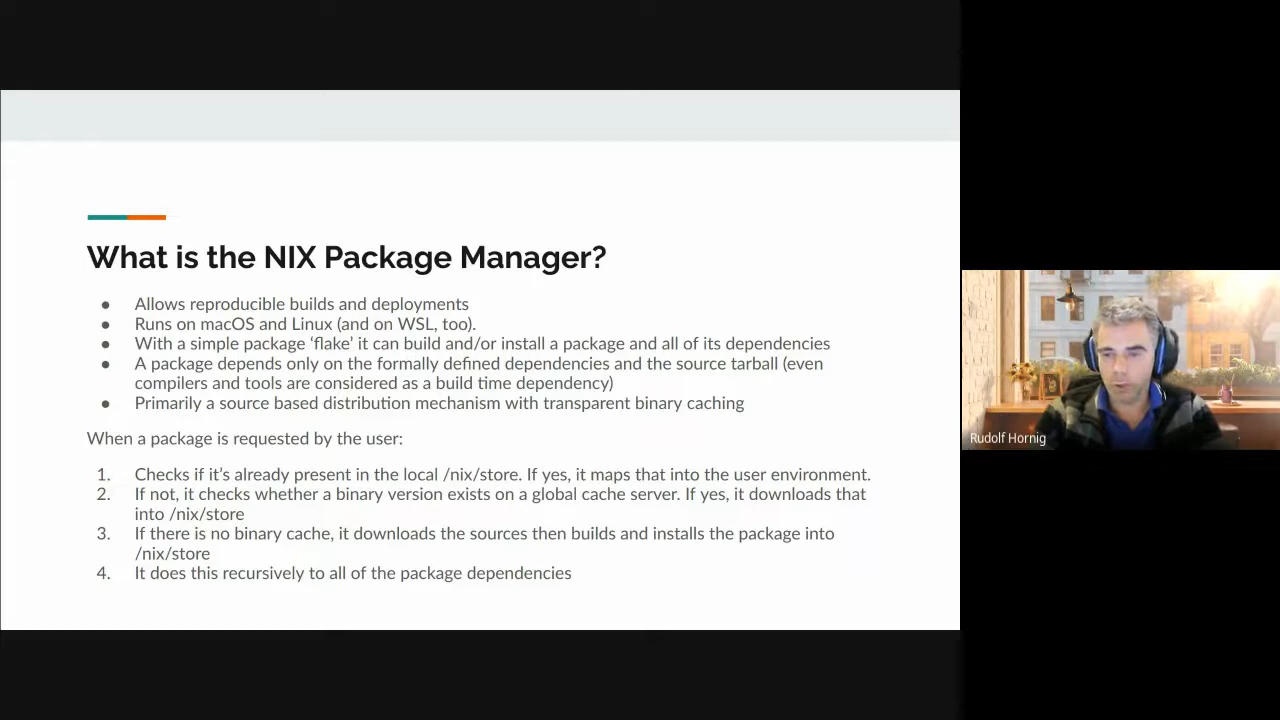 What is the NIX Package Manager?
● Allows reproducible builds and deployments
● Runs on macOS and Linux (and on WSL, too).
● With a simple package ‘flake’ it can build and/or install a package and all of its dependencies
● A package depends only on the formally defined dependencies and the source tarball (even
compilers and tools are considered as a build time dependency)
● Primarily a source based distribution mechanism with transparent binary caching
When a package is requested by the user:
1. Checks if it’s already present in the local /nix/store. If yes, it maps that into the user environment.
2. If not, it checks whether a binary version exists on a global cache server. If yes, it downloads that
into /nix/store
3. If there is no binary cache, it downloads the sources then builds and installs the package into
/nix/store
4. It does this recursively to all of the package dependencies
Rudolf Hornig